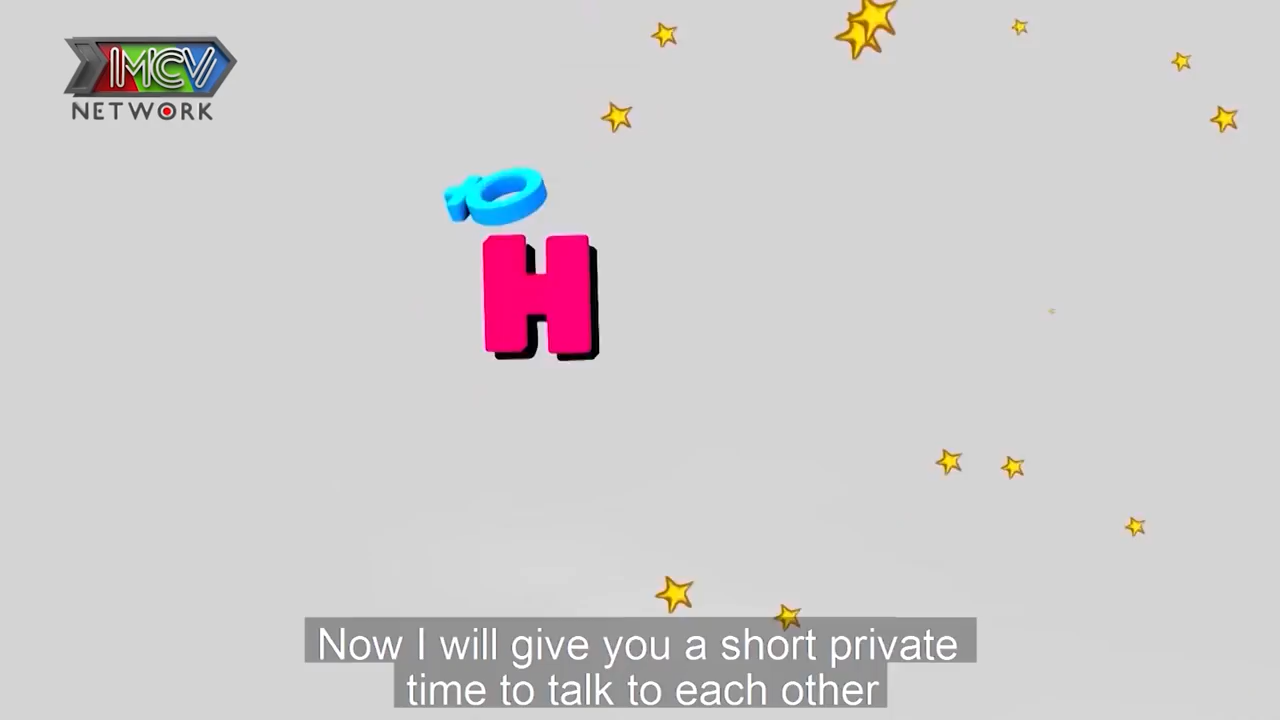 MCV
NETWORK
H
Now I will give you a short private
time to talk to each other